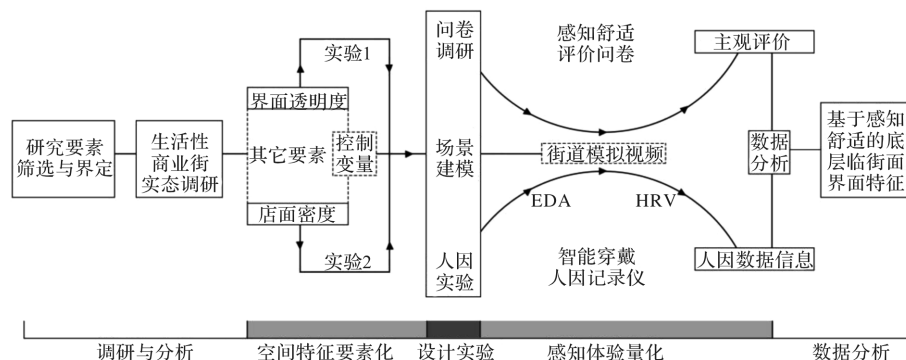 研究要素
筛选与界定
生活性
商业街
实态调研
实验1
界面透明度
其它要素
控制
变量
店面密度
实验2
问卷
调研
场景
建模
人因
实验
感知舒适
评价问卷
街道模拟视频
EDA
HRV
智能穿戴
人因记录仪
主观评价
数据
分析
人因数据信息
基于感知
舒适的底
层临街面
界面特征
调研与分析
空间特征要素化
设计实验
感知体验量化
数据分析